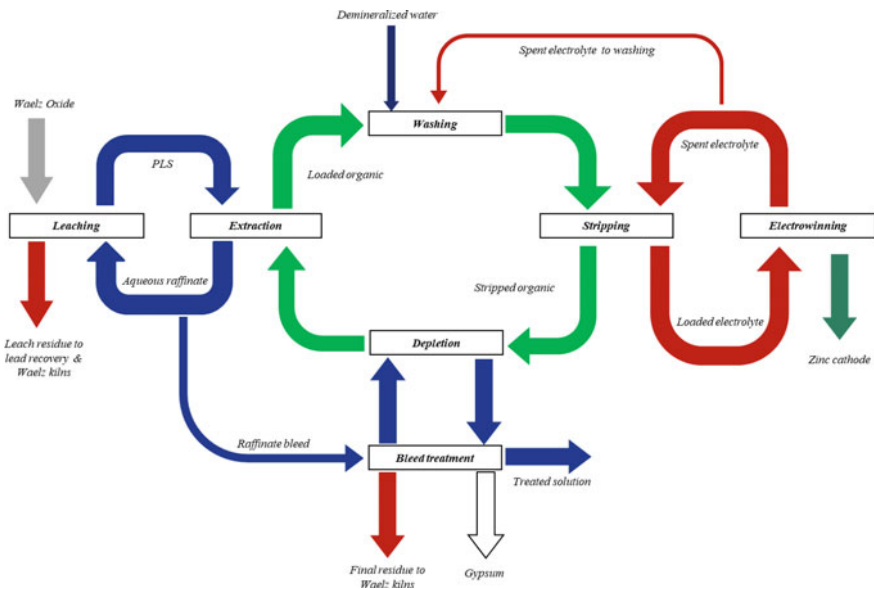 Demineralized water
Spent electrolyte to washing
Waelz Oxide
Washing
PLS
Spent electrolyte
Loaded organic
Leaching
Extraction
Stripping
Electrowinning
Aqueous raffinate
Stripped organic
Loaded electrolyte
Leach residue to
lead recovery &
Waelz kilns
Depletion
Zinc cathode
Raffinate bleed
Bleed treatment
Treated solution
Final residue to
Waelz kilns
Gypsum